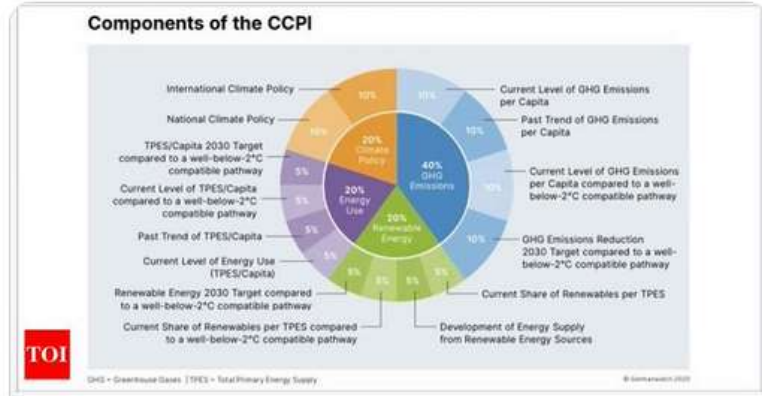 Components of the CCPI
International Climate Policy
National Climate Policy
TPES/Capita 2030 Target
compared to a well-below-2°C
compatible pathway
Current Level of TPES/Capita
compared to a well-below-2°C
compatible pathway
Past Trend of TPES/Capita
Current Level of Energy Use
(TPES/Capita)
Renewable Energy 2030 Target compared
to a well-below-2°C compatible pathway
Current Share of Renewables per TPES compared
to a well-below-2°C compatible pathway
10%
10%
5%
5%
5%
5%
5%
5%
5%
5%
10%
10%
10%
10%
20%
Climate
Policy
40%
GHG
Emissions
20%
Energy
Use
20%
Renewable
Energy
Current Level of GHG Emissions
per Capita
Past Trend of GHG Emissions
per Capita
Current Level of GHG Emissions
per Capita compared to a well-
below-2°C compatible pathway
GHG Emissions Reduction
2030 Target compared to a well-
below-2°C compatible pathway
Current Share of Renewables per TPES
Development of Energy Supply
from Renewable Energy Sources
TOI
GHG = Greenhouse Gases | TPES = Total Primary Energy Supply
© Germanwatch 2020